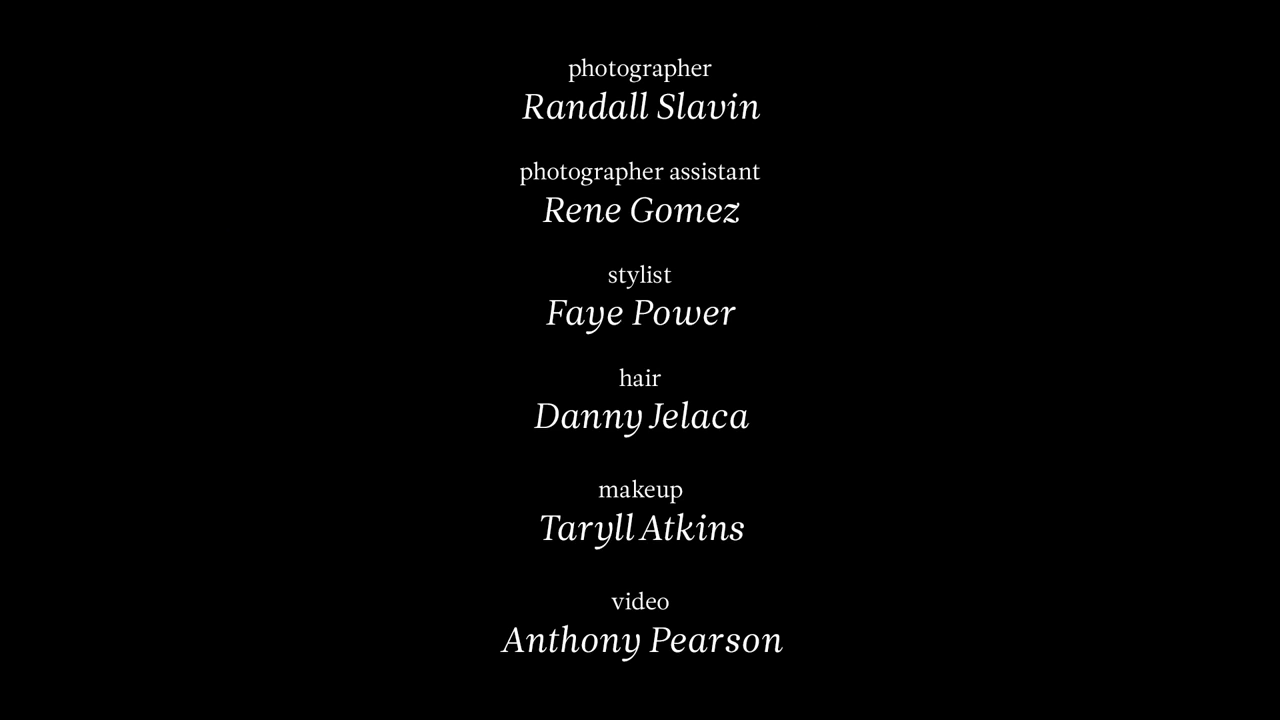 photographer
Randall Slavin
photographer assistant
Rene Gomez
stylist
Faye Power
hair
Danny Jelaca
makeup
Taryll Atkins
video
Anthony Pearson